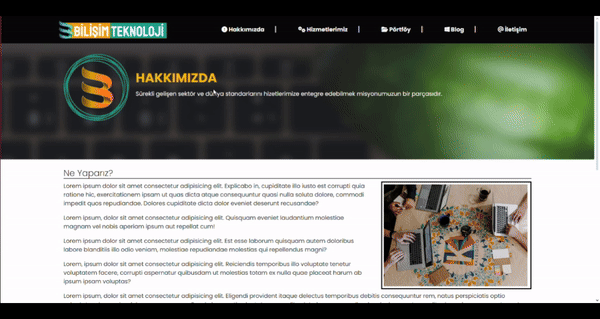 BİLİŞİM TEKNOLOJİ
Hakkımızda | Hizmetlerimiz | Pörtföy | Blog | İletişim
HAKKIMIZDA
Sürekli gelişen sektör ve dünya standarlarını hizetlerimize entegre edebilmek misyonumuzun bir parçasıdır.
Ne Yaparız?
Lorem ipsum dolor sit amet consectetur adipisicing elit. Explicabo in, cupiditate illo iusto est corrupti quia
ratione hic, exercitationem ipsam ut quas dicta atque consequuntur quasi nulla soluta dolore, commodi
impedit quos repudiandae. Dolores cupiditate dicta dolor eveniet deserunt recusandae?
Lorem ipsum dolor sit amet consectetur adipisicing elit. Quisquam eveniet laudantium molestiae
magnam vel nobis aperiam ipsum aut repellat cum!
Lorem ipsum dolor sit amet consectetur adipisicing elit. Est esse laborum quisquam autem doloribus
labore blanditiis illo odio veniam, molestias molestiae qui repellendus magni?
Lorem, ipsum dolor sit amet consectetur adipisicing elit. Reiciendis temporibus illo voluptate tenetur
voluptatem facere, corrupti aspernatur quibusdam ut molestias totam ex nulla quae placeat harum ab
ipsam ipsum voluptas?
Lorem ipsum dolor sit amet consectetur adipisicing elit. Eligendi provident itaque delectus temporibus debitis consequuntur rem, natus perspiciatis optio